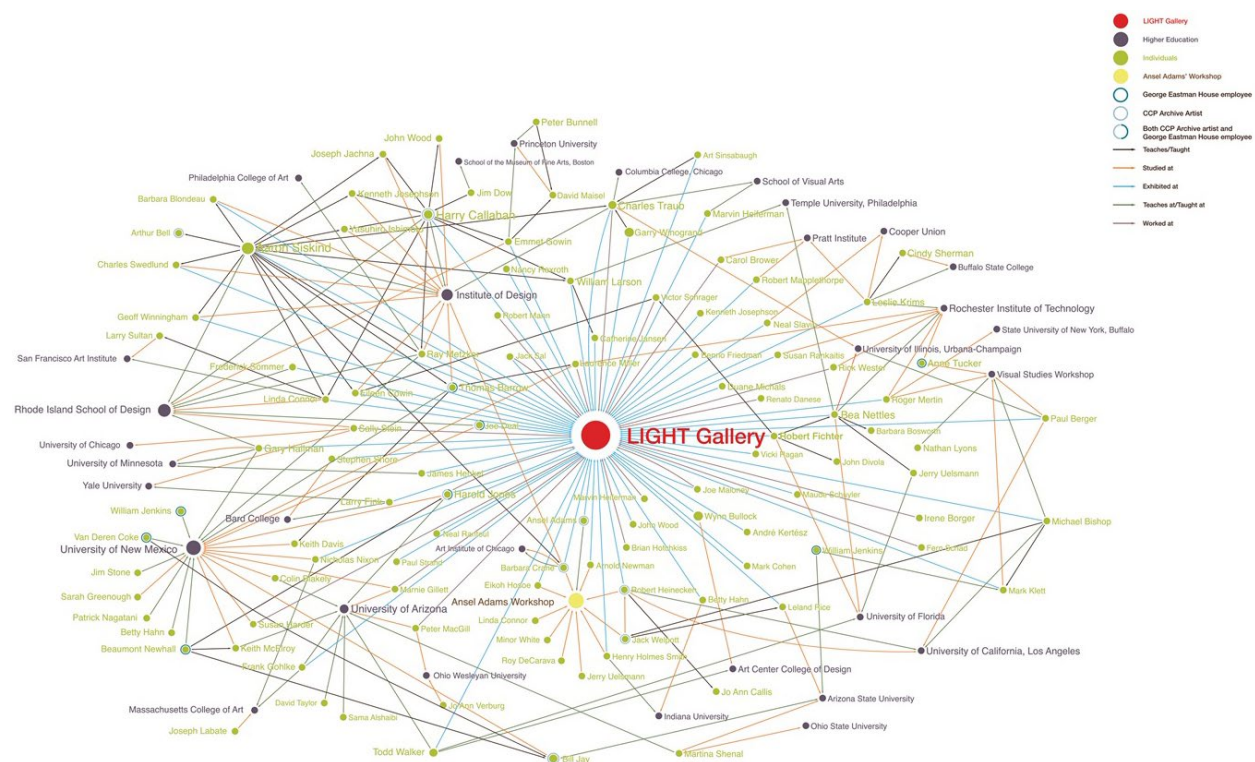 LIGHT Gallery
Higher Education
Individuals
Ansel Adams' Workshop
George Eastman House employee
CCP Archive Artist
Both CCP Archive artist and
George Eastman House employee
Teaches/Taught
Studied at
Exhibited at
Teaches at/Taught at
Worked at
Peter Bunnell
John Wood
Princeton University
Joseph Jachna
Art Sinsabaugh
School of the Museum of Fine Arts, Boston
Columbia College, Chicago
Philadelphia College of Art
School of Visual Arts
Barbara Blondeau
Kenneth Josephson
Jim Dow
David Maisel
Temple University, Philadelphia
Harry Callahan
Charles Traub
Marvin Heiferman
Arthur Bell
Emmet Gowin
Garry Winogrand
Pratt Institute
Cooper Union
Aaron Siskind
Cindy Sherman
Charles Swedlund
Nancy Rexroth
Carol Brower
Buffalo State College
William Larson
Robert Mapplethorpe
Institute of Design
Victor Schrager
Leslie Krims
Rochester Institute of Technology
Geoff Winningham
Robert Mann
Kenneth Josephson
Neal Slavin
State University of New York, Buffalo
Larry Sultan
Catherine Jansen
University of Illinois, Urbana-Champaign
San Francisco Art Institute
Ray Metzker
Jack Sal
Benno Friedman
Susan Rankaitis
Anne Tucker
Frederick Sommer
Laurence Miller
Rick Wester
Visual Studies Workshop
Thomas Barrow
Duane Michals
Linda Connor
Eileen Cowin
Renato Danese
Roger Mertin
Rhode Island School of Design
Bea Nettles
Paul Berger
Sally Stein
Joe Deal
LIGHT Gallery
Robert Fichter
Barbara Bosworth
University of Chicago
Gary Hallman
Vicki Ragan
Nathan Lyons
University of Minnesota
Stephen Shore
John Divola
Yale University
James Henkel
Jerry Uelsmann
Larry Fink
Harold Jones
Marvin Heiferman
Joe Maloney
Maude Schuyler
William Jenkins
Bard College
Ansel Adams
John Wood
Wynn Bullock
Irene Borger
Michael Bishop
Van Deren Coke
Neal Rantoul
André Kertész
University of New Mexico
Keith Davis
Art Institute of Chicago
Brian Hotchkiss
William Jenkins
Fern Schad
Nicholas Nixon
Paul Strand
Barbara Crane
Arnold Newman
Mark Cohen
Jim Stone
Colin Blakely
Eikoh Hosoe
Robert Heinecken
Mark Klett
Sarah Greenough
Marnie Gillett
Ansel Adams Workshop
Betty Hahn
Leland Rice
Patrick Nagatani
University of Arizona
Linda Connor
University of Florida
Betty Hahn
Susan Harder
Peter MacGill
Minor White
Jack Welpott
Beaumont Newhall
Keith McElroy
Roy DeCarava
Henry Holmes Smith
University of California, Los Angeles
Frank Gohlke
Ohio Wesleyan University
Jerry Uelsmann
Art Center College of Design
Massachusetts College of Art
David Taylor
Jo Ann Verburg
Jo Ann Callis
Arizona State University
Sama Alshaibi
Indiana University
Ohio State University
Joseph Labate
Todd Walker
Martina Shenal
Bill Jay